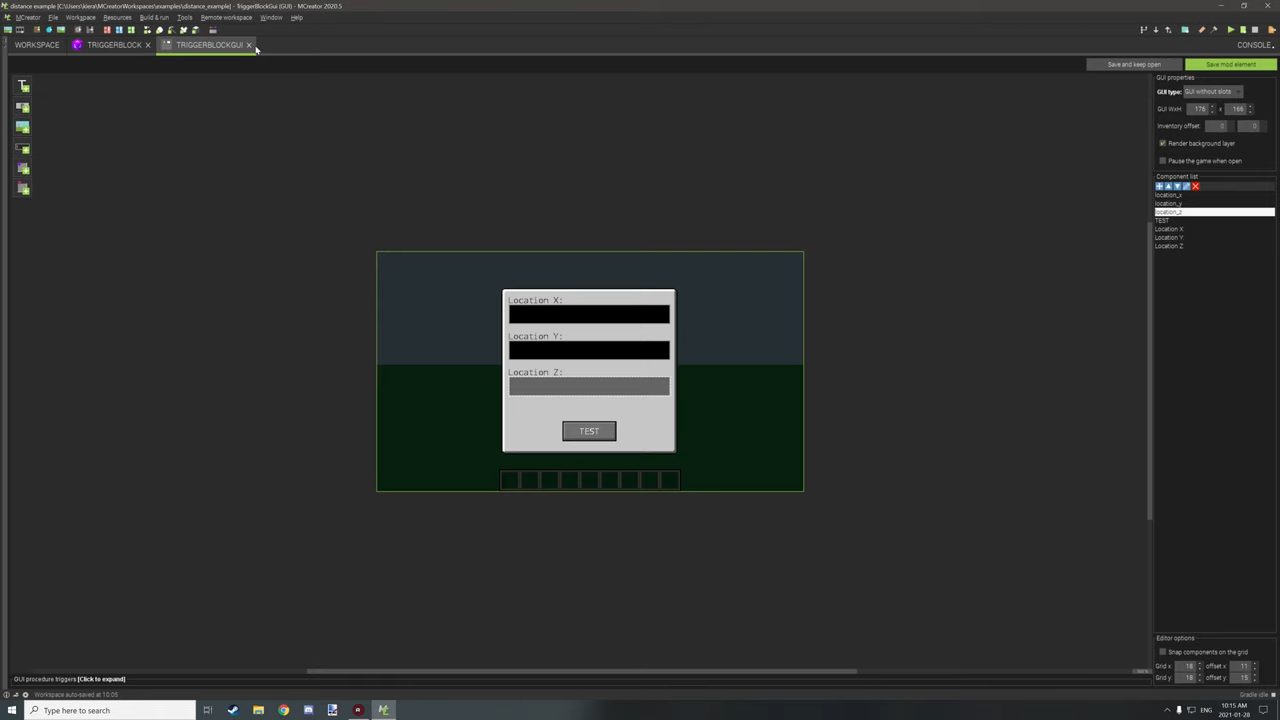 distance example [C:\Users\kiera\MCreatorWorkspaces\examples\distance_example] - TriggerBlockGui (GUI) - MCreator 2020.5
MCreator File Workspace Resources Build & run Tools Remote workspace Window Help
WORKSPACE TRIGGERBLOCK TRIGGERBLOCKGUI CONSOLE
Save and keep open Save mod element
GUI properties
GUI type: GUI without slots
GUI WxH: 176 x 166
Inventory offset: 0 0
Render background layer
Pause the game when open
Component list
location_x
location_y
location_z
TEST
Location X:
Location Y:
Location Z:
Location X:
Location Y:
Location Z:
TEST
Editor options
Snap components on the grid
Grid x: 18 offset x: 11
Grid y: 18 offset y: 15
100%
GUI procedure triggers [Click to expand]
Workspace auto-saved at 10:05 Gradle idle
Type here to search
ENG
10:15 AM
2021-01-28